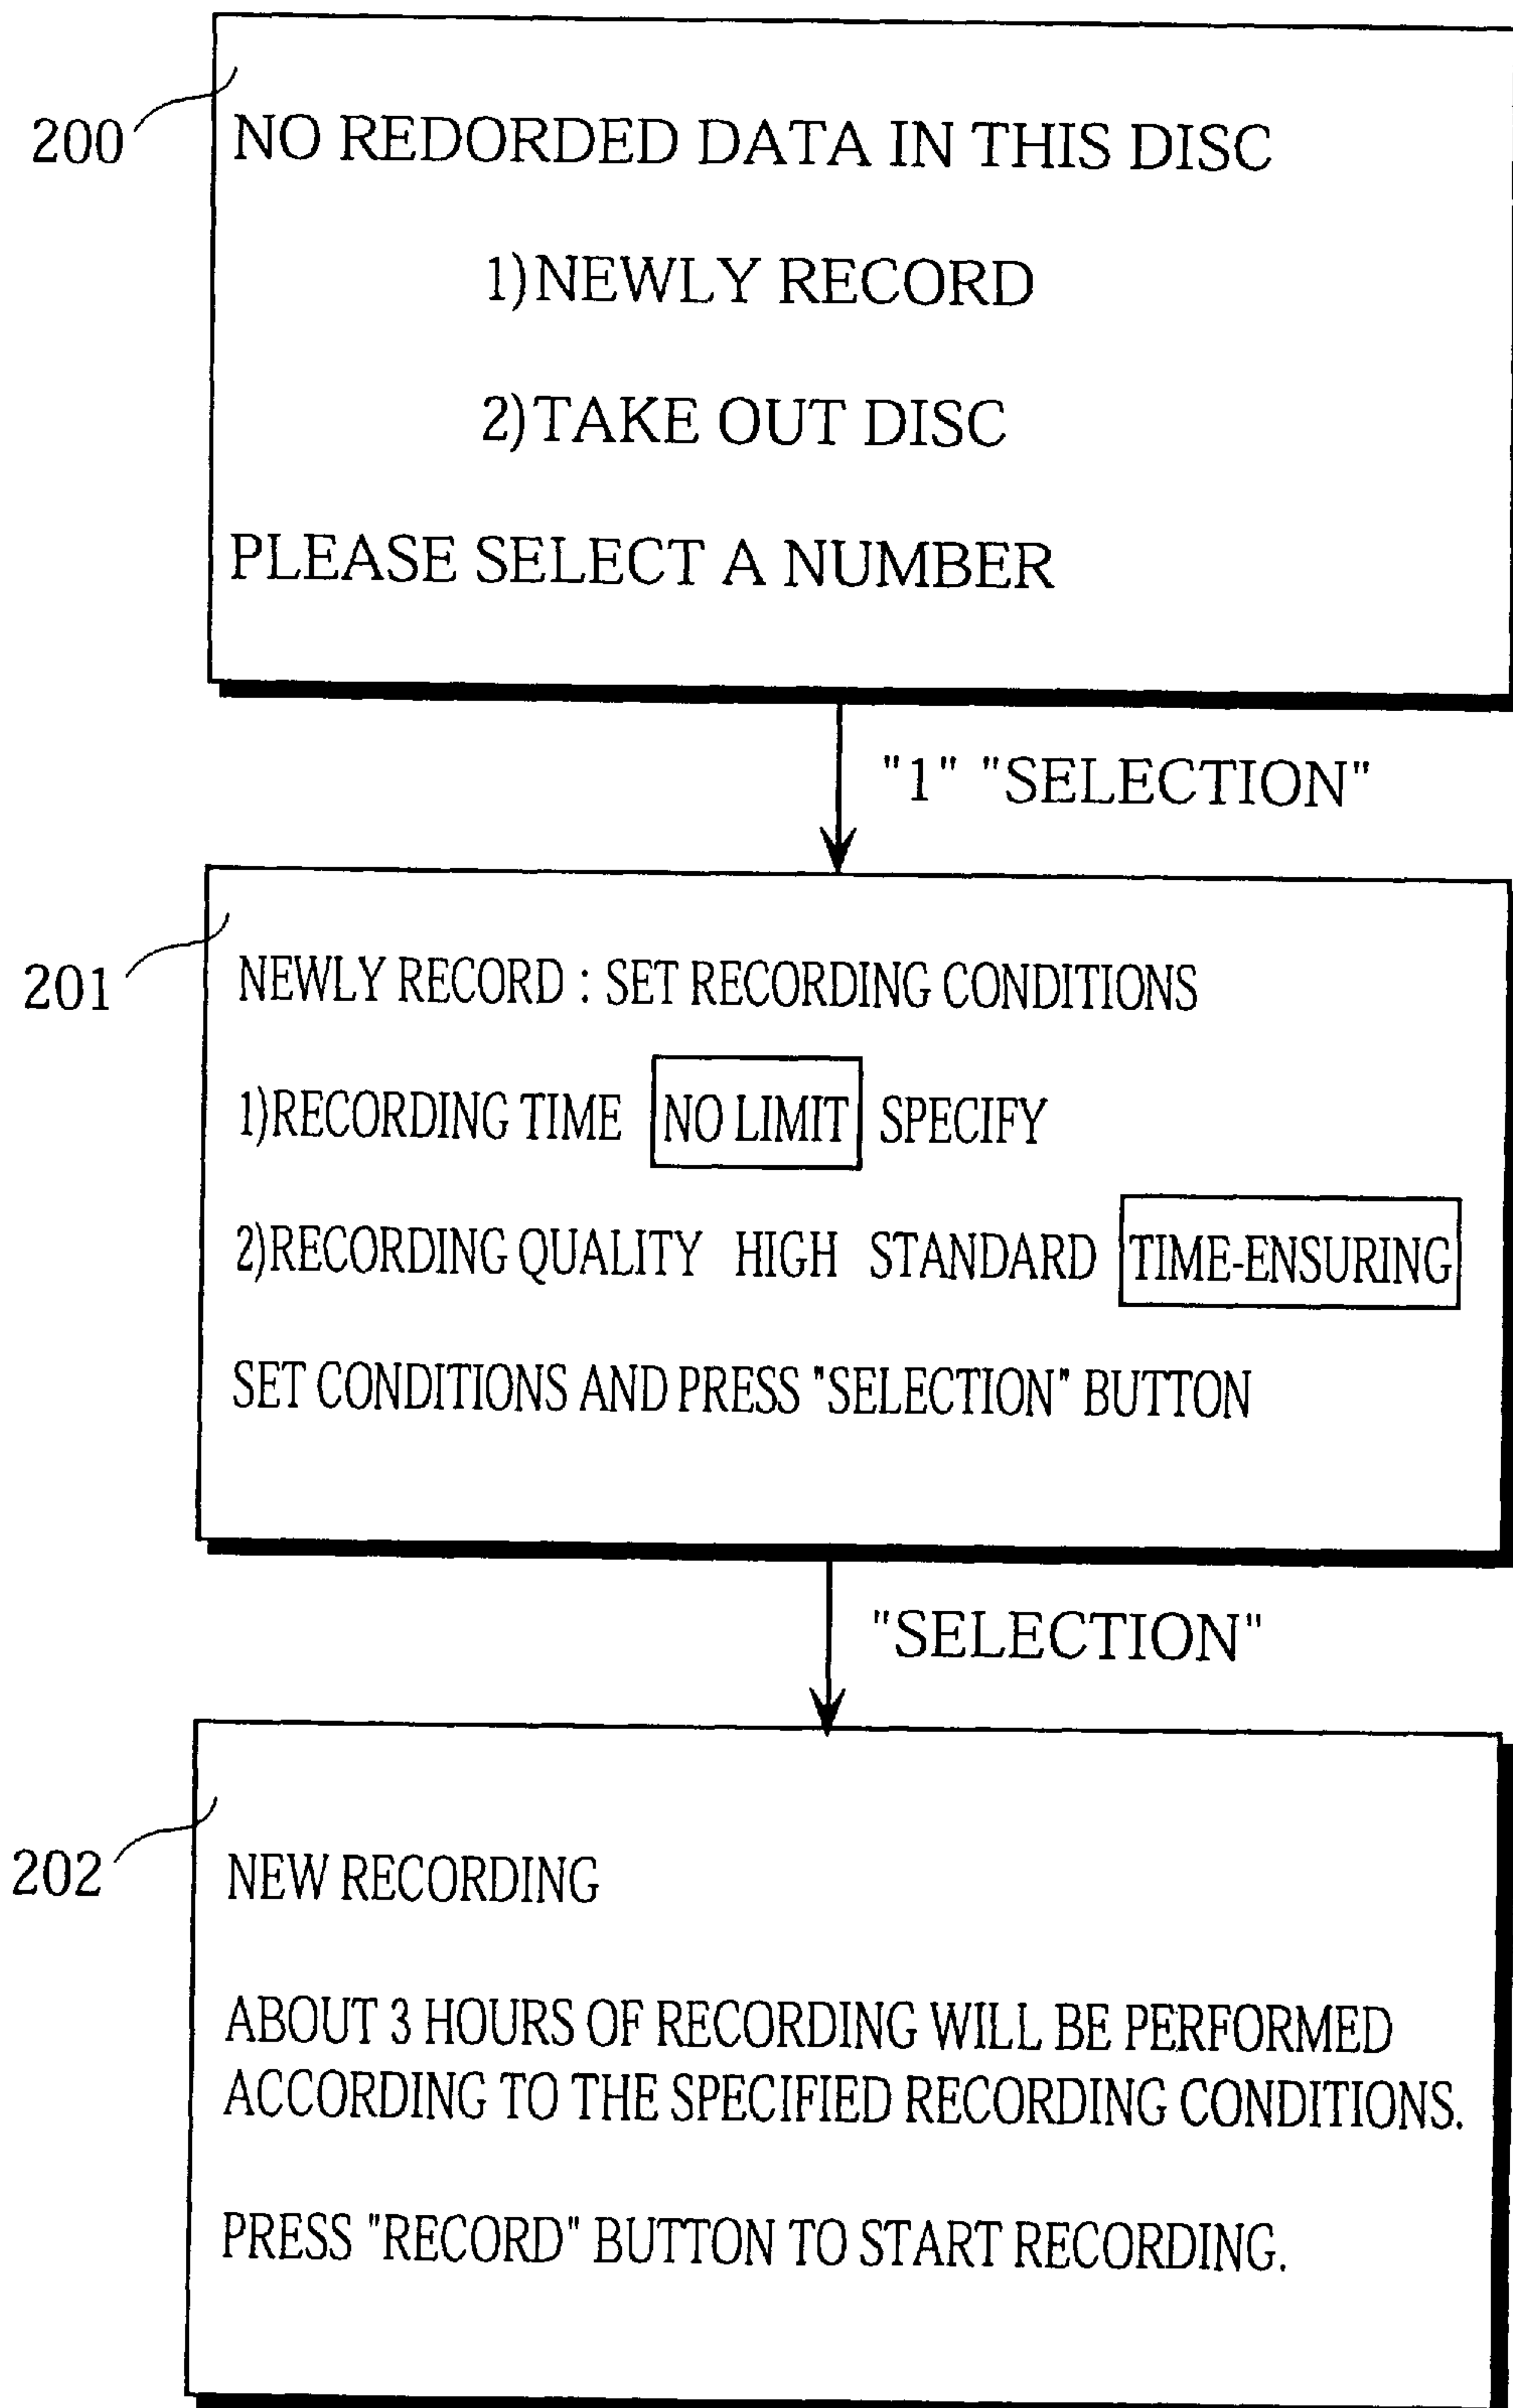 200
NO REDORDED DATA IN THIS DISC
1)NEWLY RECORD
2)TAKE OUT DISC
PLEASE SELECT A NUMBER
"1" "SELECTION"
201
NEWLY RECORD : SET RECORDING CONDITIONS
1)RECORDING TIME NO LIMIT SPECIFY
2)RECORDING QUALITY HIGH STANDARD TIME-ENSURING
SET CONDITIONS AND PRESS "SELECTION" BUTTON
"SELECTION"
202
NEW RECORDING
ABOUT 3 HOURS OF RECORDING WILL BE PERFORMED
ACCORDING TO THE SPECIFIED RECORDING CONDITIONS.
PRESS "RECORD" BUTTON TO START RECORDING.